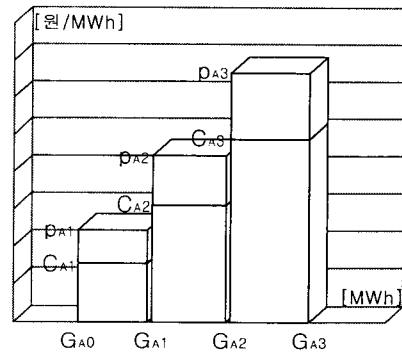 [원/MWh]
pA3
CA3
pA2
CA2
pA1
CA1
[MWh]
GA0 GA1 GA2 GA3